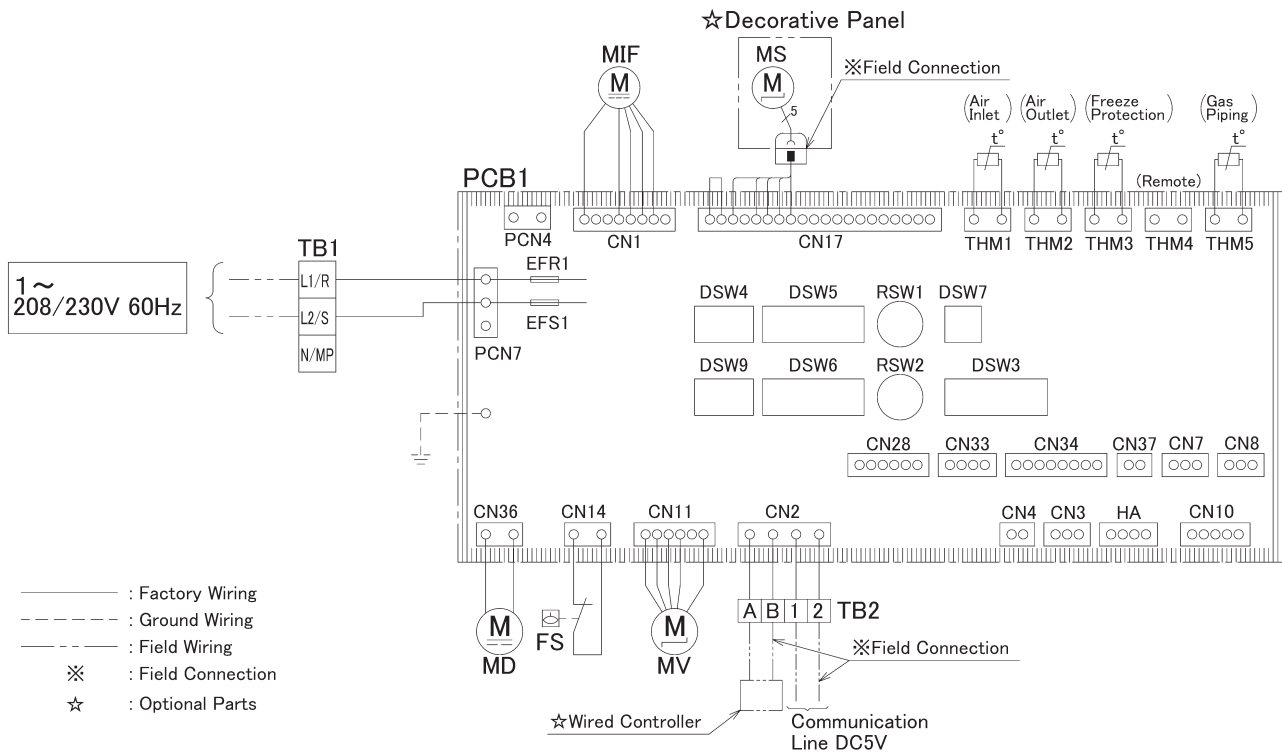 ☆Decorative Panel
MIF
M
MS
M
※Field Connection
5
(Air Inlet)
(Air Outlet)
(Freeze Protection)
(Gas Piping)
t°
t°
t°
t°
(Remote)
PCB1
PCN4
CN1
CN17
THM1
THM2
THM3
THM4
THM5
TB1
L1/R
L2/S
N/MP
1～
208/230V 60Hz
EFR1
EFS1
PCN7
DSW4
DSW5
RSW1
DSW7
DSW9
DSW6
RSW2
DSW3
CN28
CN33
CN34
CN37
CN7
CN8
CN36
CN14
CN11
CN2
CN4
CN3
HA
CN10
M
MD
FS
M
MV
A B 1 2 TB2
※Field Connection
☆Wired Controller
Communication
Line DC5V
: Factory Wiring
: Ground Wiring
: Field Wiring
※ : Field Connection
☆ : Optional Parts